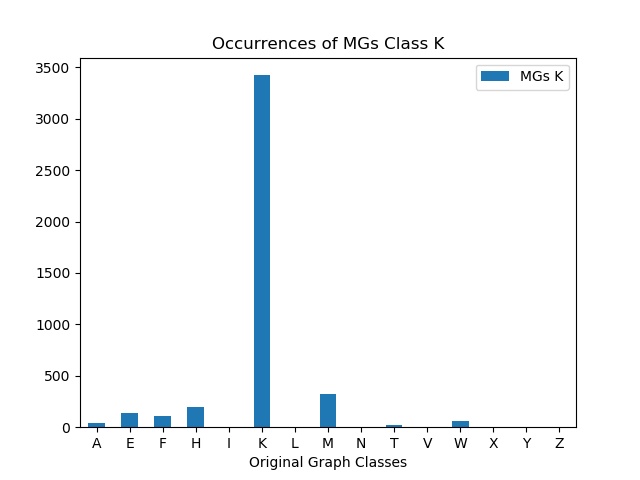 Occurrences of MGs Class K
MGs K
3500
3000
2500
2000
1500
1000
500
0
A E F H I K L M N T V W X Y Z
Original Graph Classes